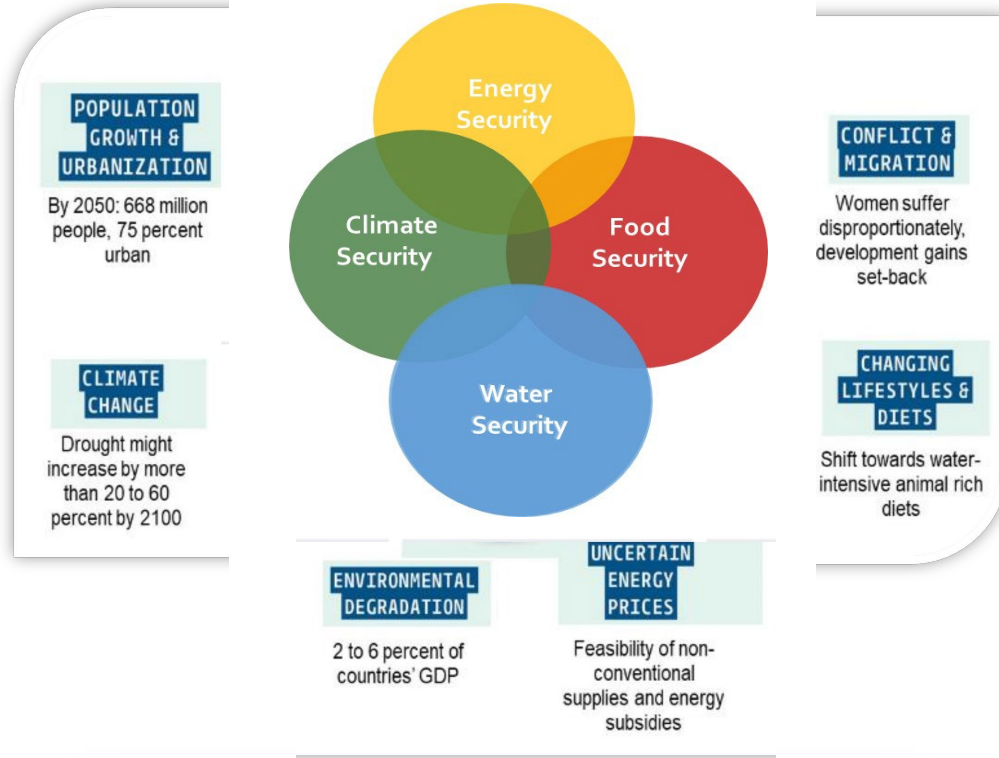 POPULATION
GROWTH &
URBANIZATION
By 2050: 668 million
people, 75 percent
urban
CLIMATE
CHANGE
Drought might
increase by more
than 20 to 60
percent by 2100
Energy
Security
Climate
Security
Food
Security
Water
Security
CONFLICT &
MIGRATION
Women suffer
disproportionately,
development gains
set-back
CHANGING
LIFESTYLES &
DIETS
Shift towards water-
intensive animal rich
diets
ENVIRONMENTAL
DEGRADATION
2 to 6 percent of
countries' GDP
UNCERTAIN
ENERGY
PRICES
Feasibility of non-
conventional
supplies and energy
subsidies